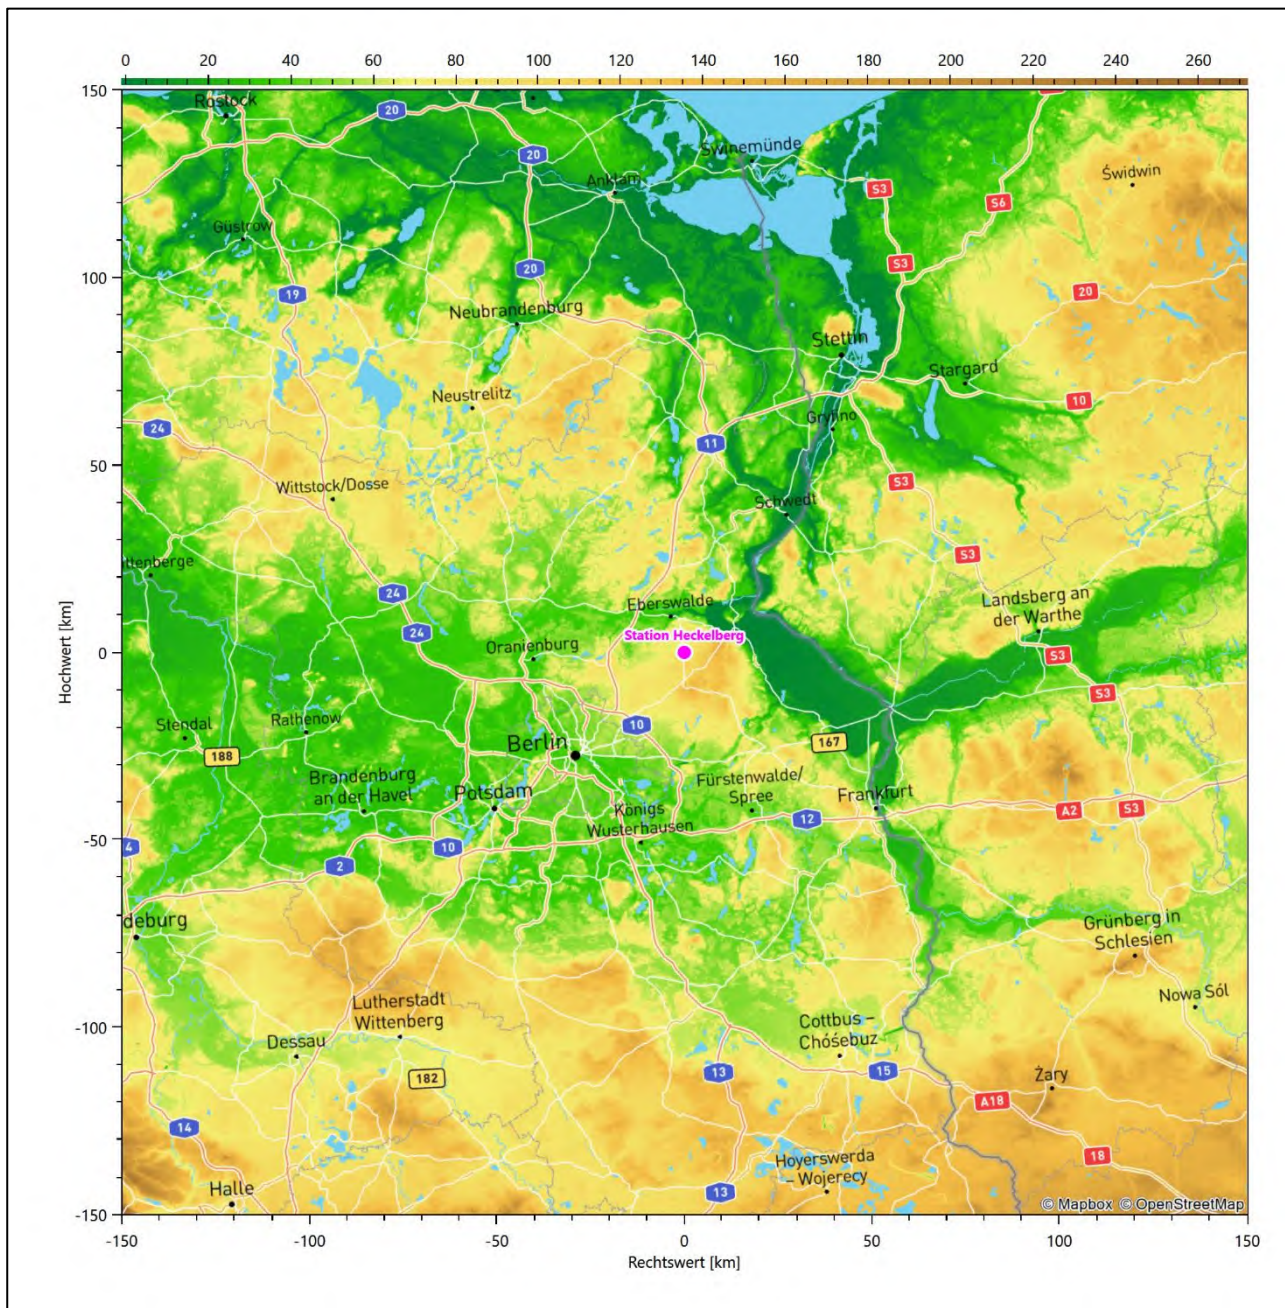 0 20 40 60 80 100 120 140 160 180 200 220 240 260
150
Rostock
20
20
Swinemünde
Anklam
S3
S6
Świdwin
Güstrow
100
19
20
S3
20
Neubrandenburg
Stettin
Stargard
Neustrelitz
10
24
11
Gryfino
50
Wittstock/Dosse
Schwedt
S3
S3
ttenberge
24
24
Eberswalde
Landsberg an
der Warthe
Station Heckelberg
Oranienburg
0
S3
S3
Hochwert [km]
Stendal
Rathenow
188
Berlin
10
167
Brandenburg
an der Havel
Potsdam
Königs
Wusterhausen
Fürstenwalde/
Spree
Frankfurt
12
A2
S3
-50
4
2
10
deburg
Grünberg in
Schlesien
Nowa Sól
-100
Lutherstadt
Wittenberg
Dessau
182
Cottbus –
Chóśebuz
13
15
A18
Żary
14
18
Hoyerswerda
– Wojerecy
13
Halle
© Mapbox © OpenStreetMap
-150
-150 -100 -50 0 50 100 150
Rechtswert [km]